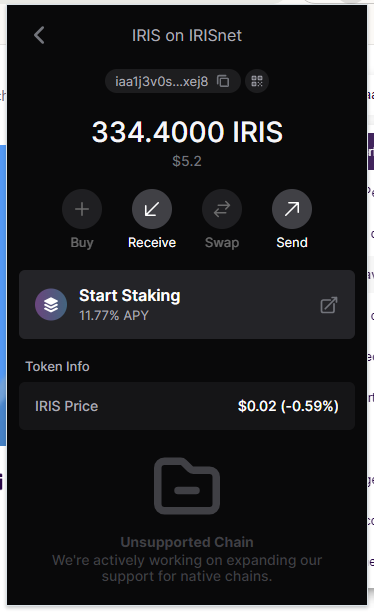 IRIS on IRISnet
iaa1j3v0s...xej8
334.4000 IRIS
$5.2
Buy
Receive
Swap
Send
Start Staking
11.77% APY
Token Info
IRIS Price
$0.02 (-0.59%)
Unsupported Chain
We're actively working on expanding our
support for native chains.